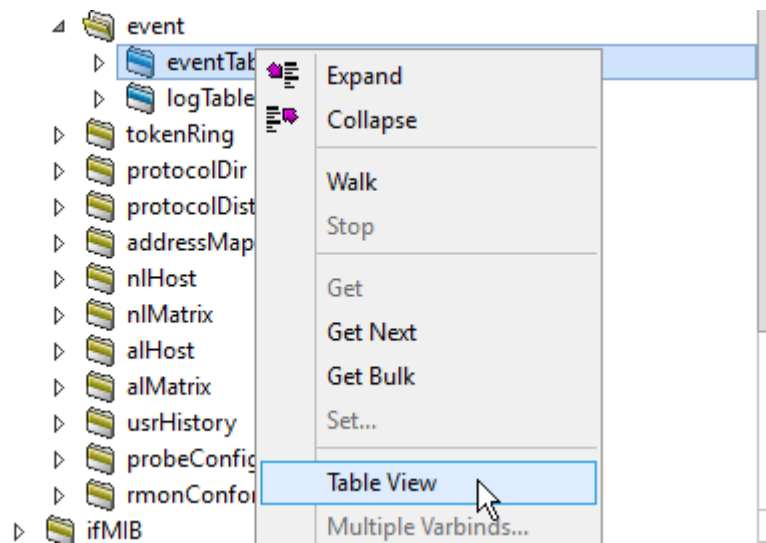 event
eventTab
logTable
tokenRing
protocolDir
protocolDist
addressMap
nlHost
nlMatrix
alHost
alMatrix
usrHistory
probeConfig
rmonConfor
ifMIB
Expand
Collapse
Walk
Stop
Get
Get Next
Get Bulk
Set...
Table View
Multiple Varbinds...